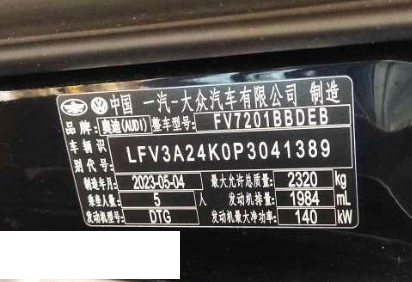 中国 一汽-大众汽车有限公司 制造
品牌 奥迪(AUDI) 整车型号: FV7201BBDEB
车辆识别代号: LFV3A24K0P3041389
制造年月 2023-05-04 最大允许总质量: 2320 kg
乘坐人数 5 人 发动机排量: 1984 mL
发动机型号 DTG 发动机最大净功率: 140 kW